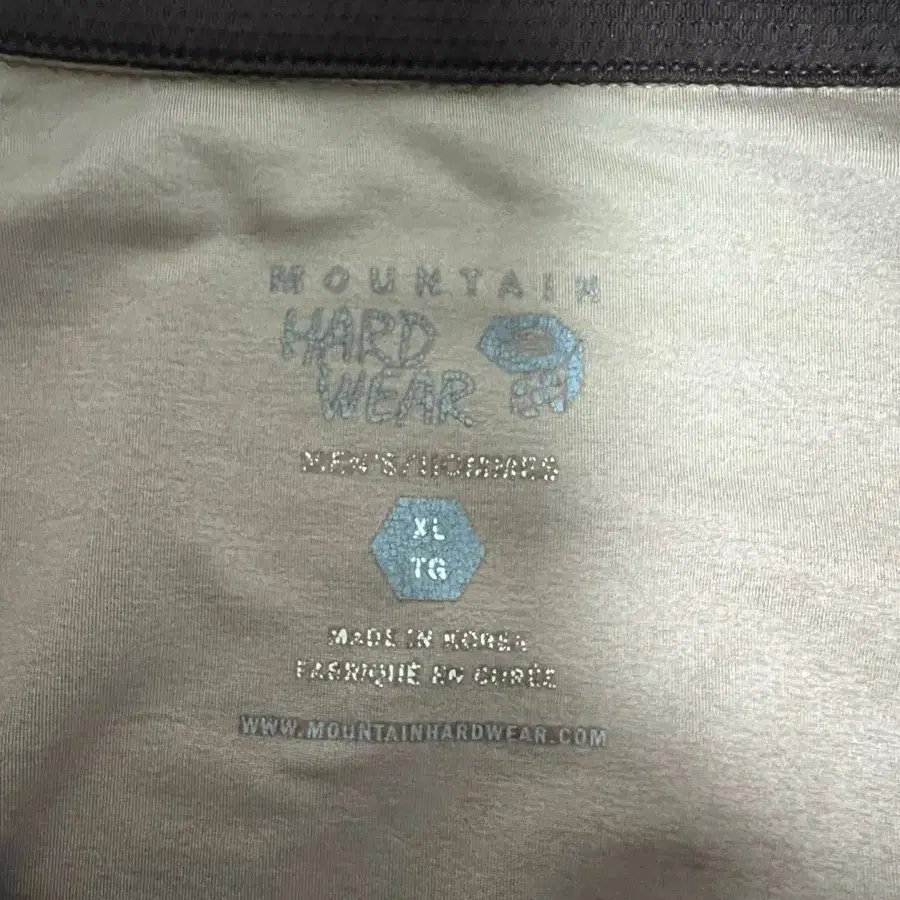 MOUNTAIN
HARD
WEAR
MEN'S/HOMMES
XL
TG
MADE IN KOREA
FABRIQUÉ EN CORÉE
WWW.MOUNTAINHARDWEAR.COM